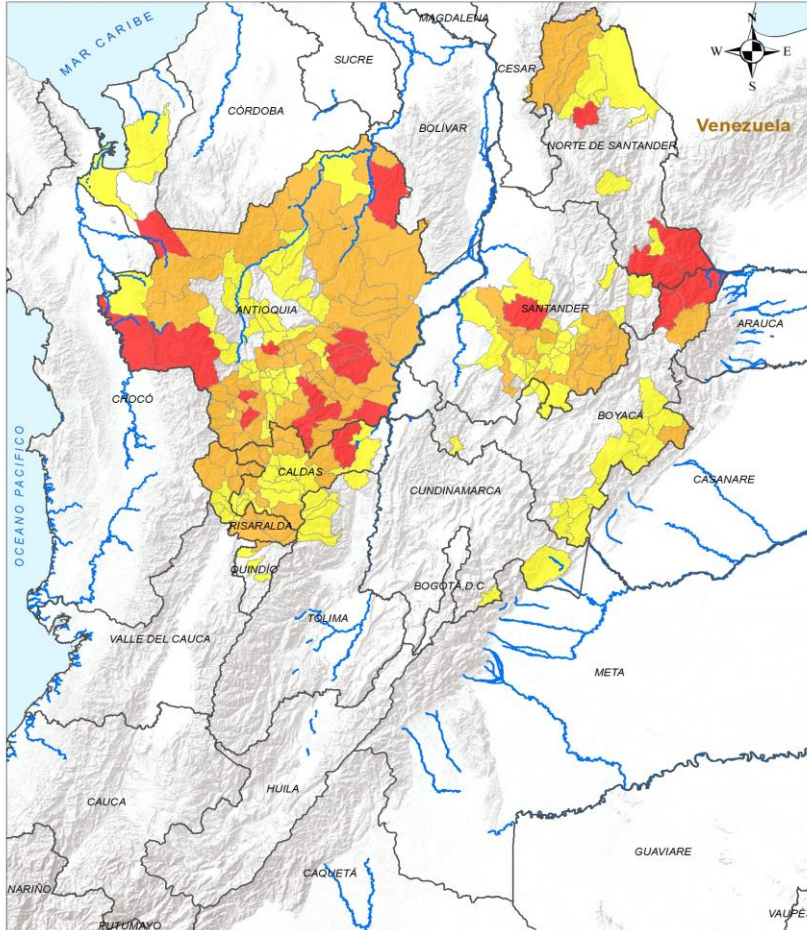 MAGDALENA
MAR CARIBE
SUCRE
N
W E
S
CESAR
CÓRDOBA
BOLÍVAR
Venezuela
NORTE DE SANTANDER
ANTIOQUIA
SANTANDER
ARAUCA
CHOCÓ
BOYACÁ
OCEANO PACIFICO
CALDAS
CASANARE
CUNDINAMARCA
RISARALDA
QUINDÍO
BOGOTÁ,D.C
TOLIMA
VALLE DEL CAUCA
META
HUILA
CAUCA
GUAVIARE
CAQUETÁ
NARIÑO
VAUPÉS
PUTUMAYO